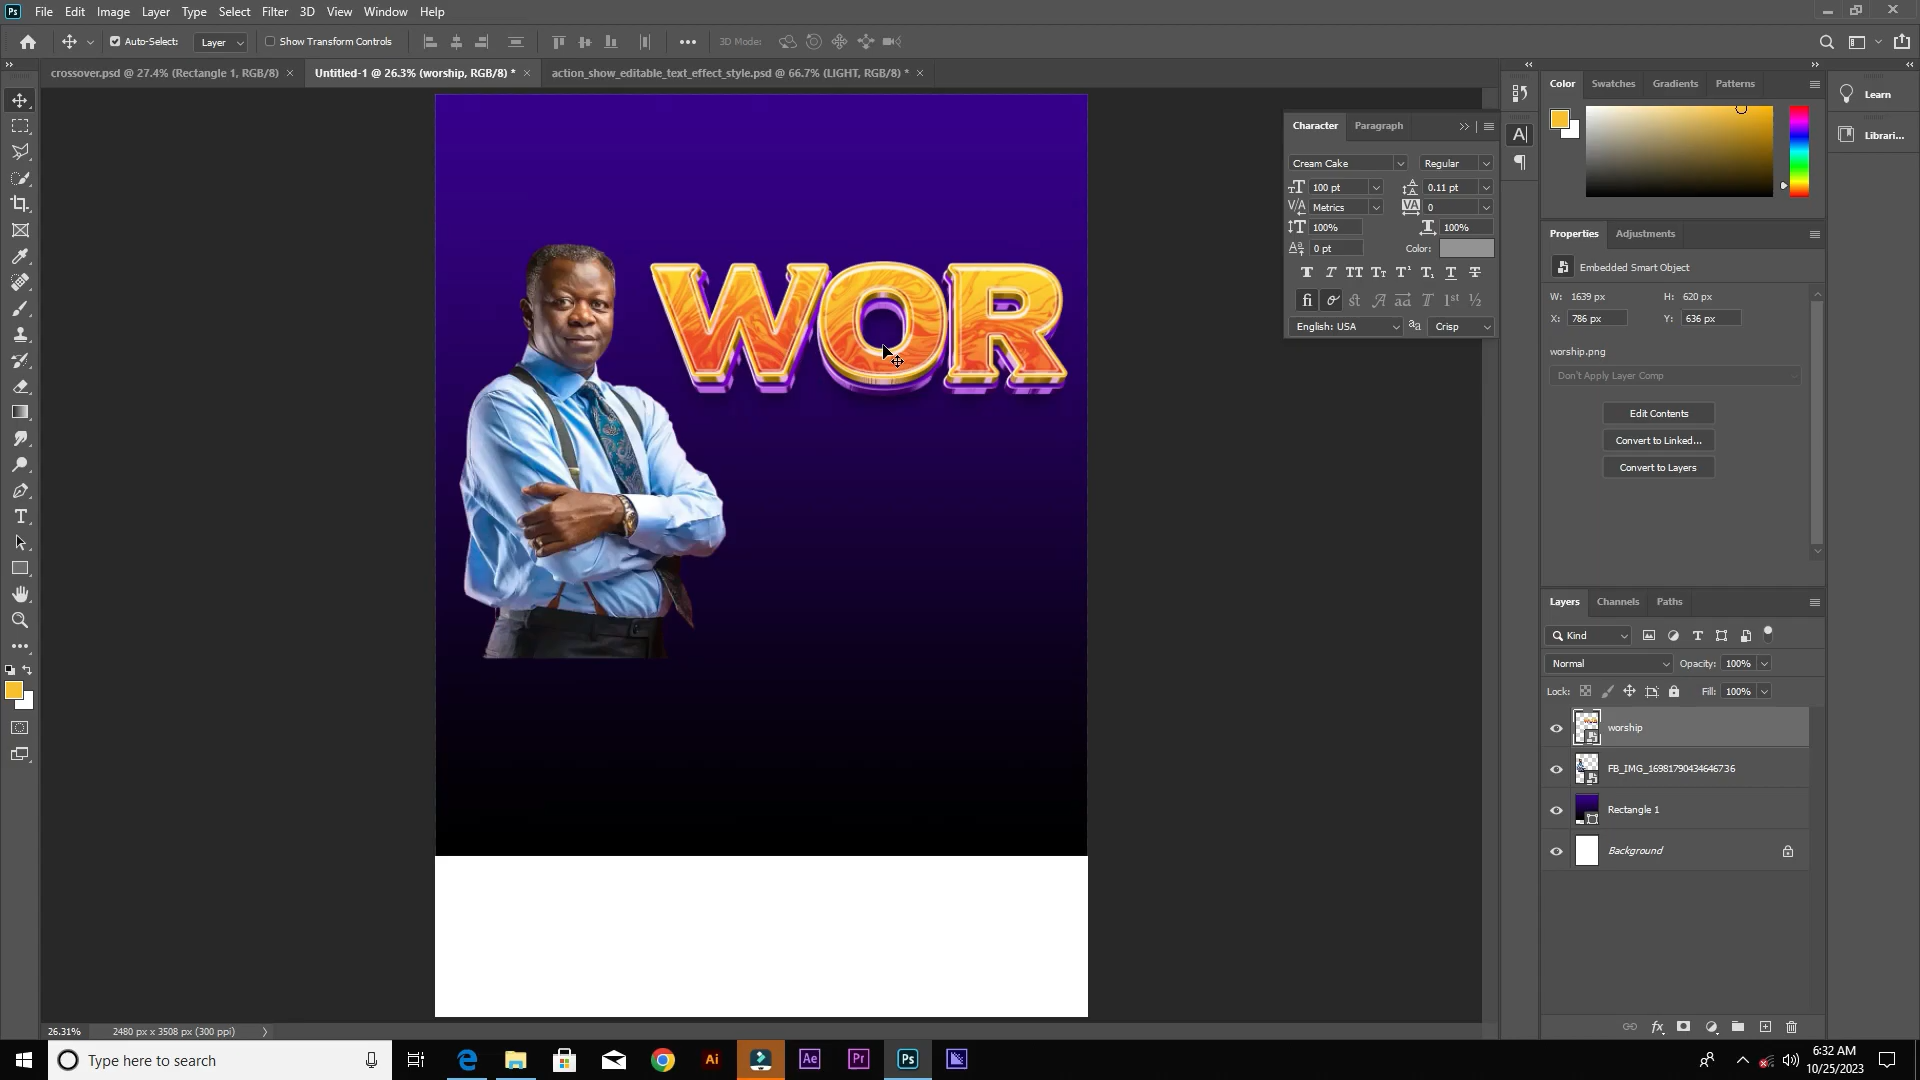 File Edit Image Layer Type Select Filter 3D View Window Help
Auto-Select: Layer Show Transform Controls 3D Mode:
crossover.psd @ 27.4% (Rectangle 1, RGB/8) × Untitled-1 @ 26.3% (worship, RGB/8) * × action_show_editable_text_effect_style.psd @ 66.7% (LIGHT, RGB/8) * ×
WOR
Character Paragraph
Cream Cake Regular
100 pt 0.11 pt
Metrics 0
100% 100%
0 pt Color:
English: USA Crisp
Color Swatches Gradients Patterns
Learn
Librari...
Properties Adjustments
Embedded Smart Object
W: 1639 px H: 620 px
X: 786 px Y: 636 px
worship.png
Don't Apply Layer Comp
Edit Contents
Convert to Linked...
Convert to Layers
Layers Channels Paths
Kind
Normal Opacity: 100%
Lock: Fill: 100%
worship
FB_IMG_16981790434646736
Rectangle 1
Background
26.31% 2480 px x 3508 px (300 ppi)
Type here to search
Ai Ae Pr Ps
6:32 AM
10/25/2023